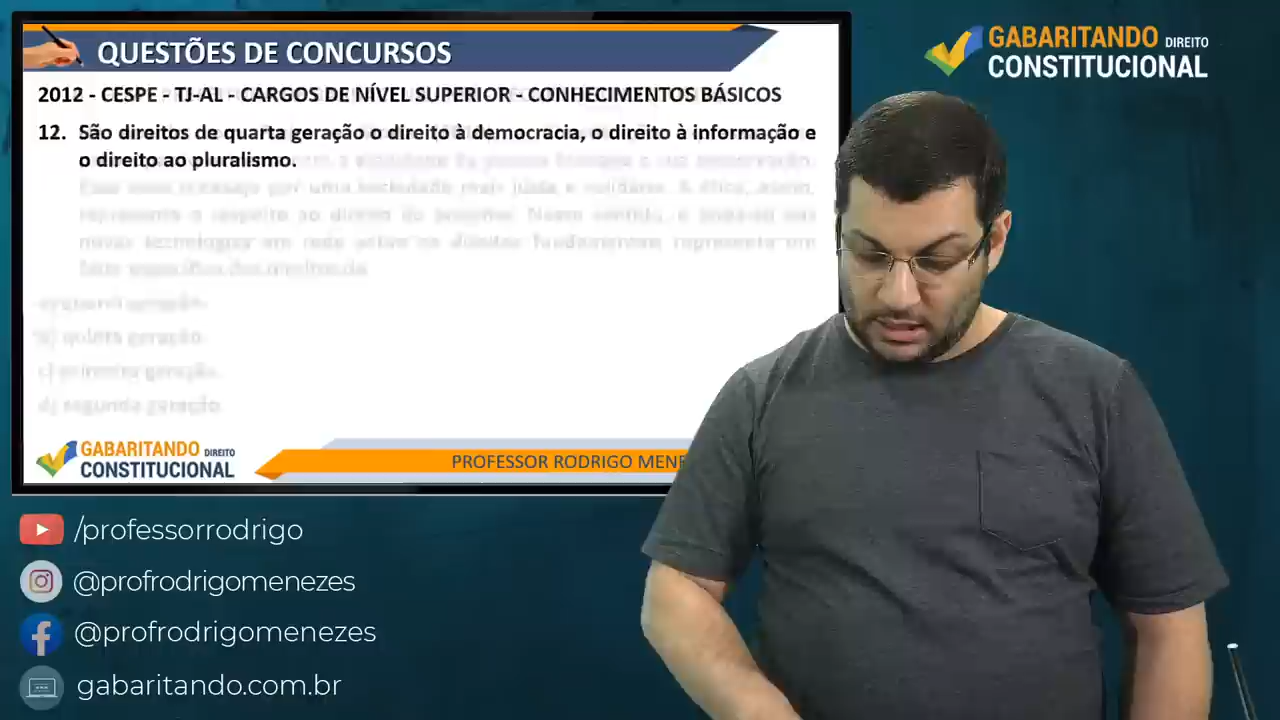 QUESTÕES DE CONCURSOS
GABARITANDO DIREITO
CONSTITUCIONAL
2012 - CESPE - TJ-AL - CARGOS DE NÍVEL SUPERIOR - CONHECIMENTOS BÁSICOS
12. São direitos de quarta geração o direito à democracia, o direito à informação e
o direito ao pluralismo.
GABARITANDO DIREITO
CONSTITUCIONAL
PROFESSOR RODRIGO MENE
/professorrodrigo
@profrodrigomenezes
@profrodrigomenezes
gabaritando.com.br